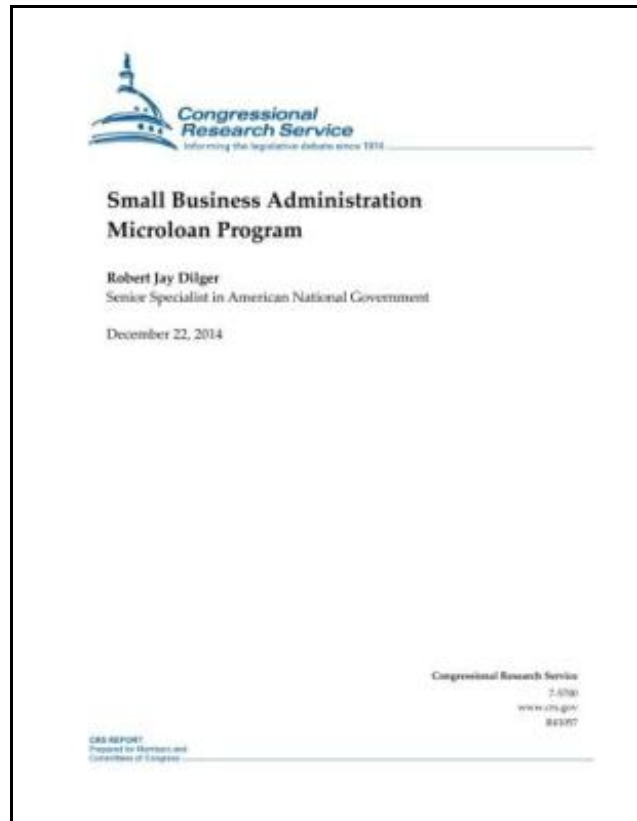 Congressional
Research Service
Informing the legislative debate since 1914
Small Business Administration
Microloan Program
Robert Jay Dilger
Senior Specialist in American National Government
December 22, 2014
Congressional Research Service
7-5700
www.crs.gov
R41057
CRS REPORT
Prepared for Members and
Committees of Congress